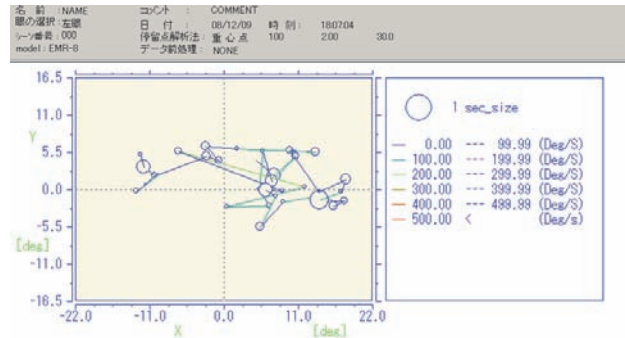 名 前 :NAME コメント : COMMENT
眼の選択 :左眼 日 付 : 08/12/09 時 刻: 18:07:04
シーン番号 :000 停留点解析法: 重心点 100 2.00 30.0
model : EMR-8 データ前処理 : NONE
16.5
11.0
Y
5.5
0.0
-5.5
[deg]
-11.0
-16.5
-22.0 -11.0 0.0 11.0 22.0
X [deg]
1 sec_size
0.00 --- 99.99 (Deg/S)
100.00 --- 199.99 (Deg/S)
200.00 --- 299.99 (Deg/S)
300.00 --- 399.99 (Deg/S)
400.00 --- 499.99 (Deg/S)
500.00 < (Deg/s)